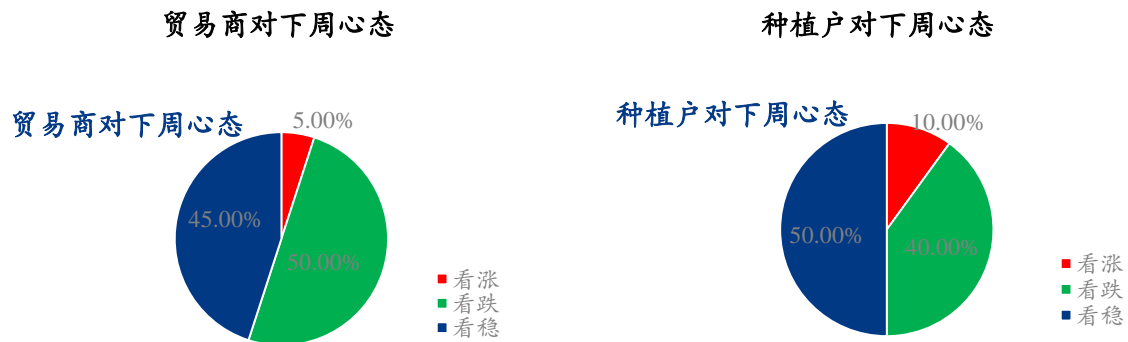 贸易商对下周心态
贸易商对下周心态
5.00%
45.00%
50.00%
看涨
看跌
看稳
种植户对下周心态
种植户对下周心态
10.00%
50.00%
40.00%
看涨
看跌
看稳